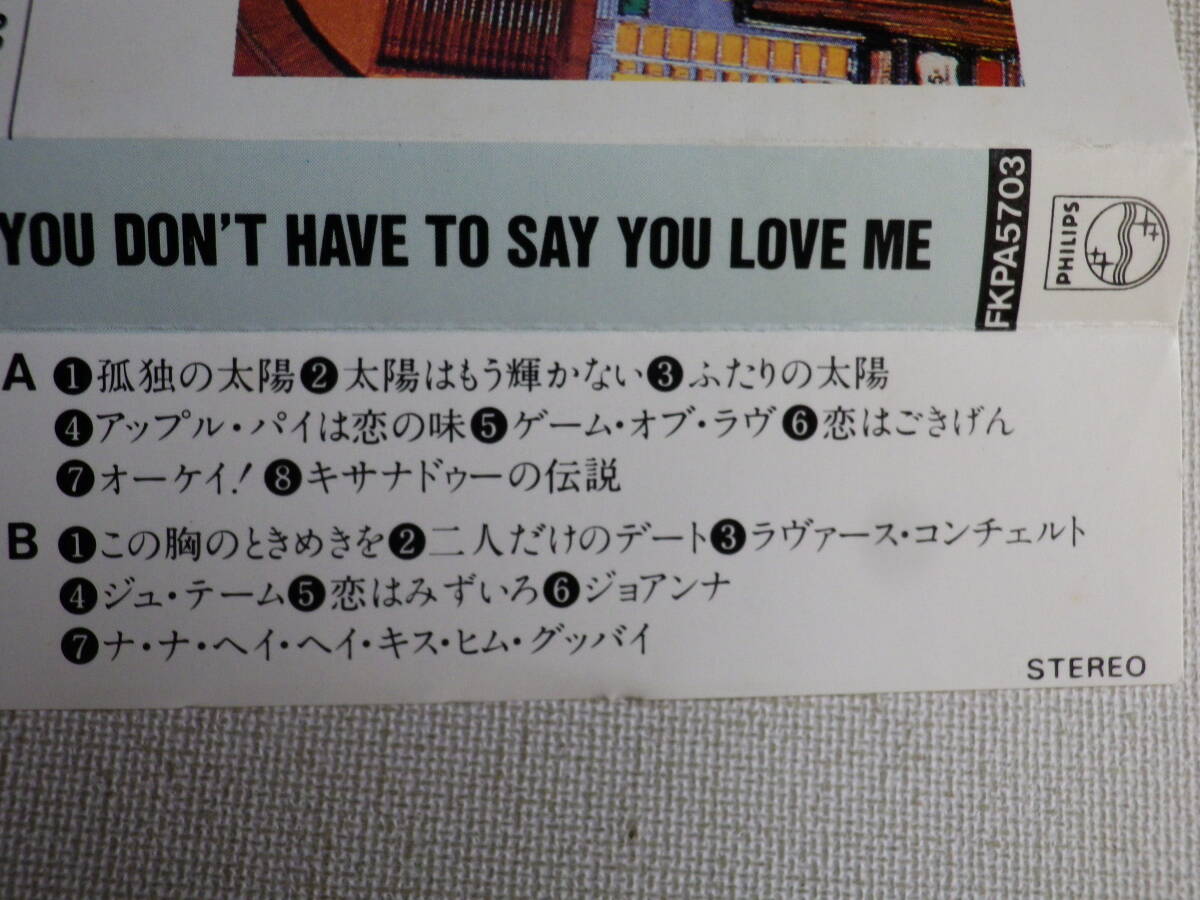 YOU DON'T HAVE TO SAY YOU LOVE ME
FKPA5703
PHILIPS
A ❶孤独の太陽❷太陽はもう輝かない❸ふたりの太陽
❹アップル・パイは恋の味❺ゲーム・オブ・ラヴ❻恋はごきげん
❼オーケイ! ❽キサナドゥーの伝説
B ❶この胸のときめきを❷二人だけのデート❸ラヴァース・コンチェルト
❹ジュ・テーム❺恋はみずいろ❻ジョアンナ
❼ナ・ナ・ヘイ・ヘイ・キス・ヒム・グッバイ
STEREO